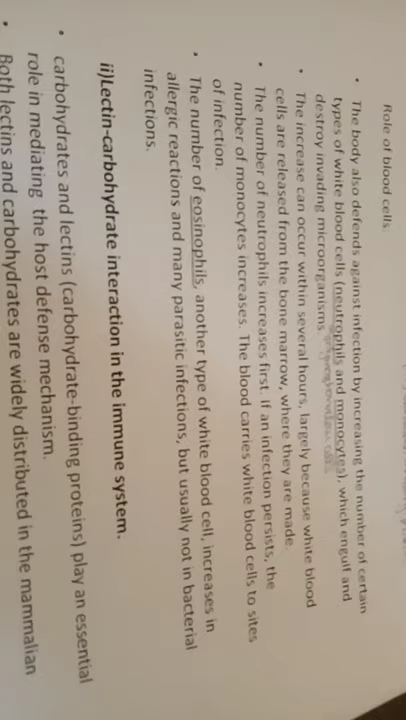 Role of blood cells.
• The body also defends against infection by increasing the number of certain
types of white blood cells (neutrophils and monocytes), which engulf and
destroy invading microorganisms.
• The increase can occur within several hours, largely because white blood
cells are released from the bone marrow, where they are made.
• The number of neutrophils increases first. If an infection persists, the
number of monocytes increases. The blood carries white blood cells to sites
of infection.
• The number of eosinophils, another type of white blood cell, increases in
allergic reactions and many parasitic infections, but usually not in bacterial
infections.
ii)Lectin-carbohydrate interaction in the immune system.
• carbohydrates and lectins (carbohydrate-binding proteins) play an essential
role in mediating the host defense mechanism.
• Both lectins and carbohydrates are widely distributed in the mammalian